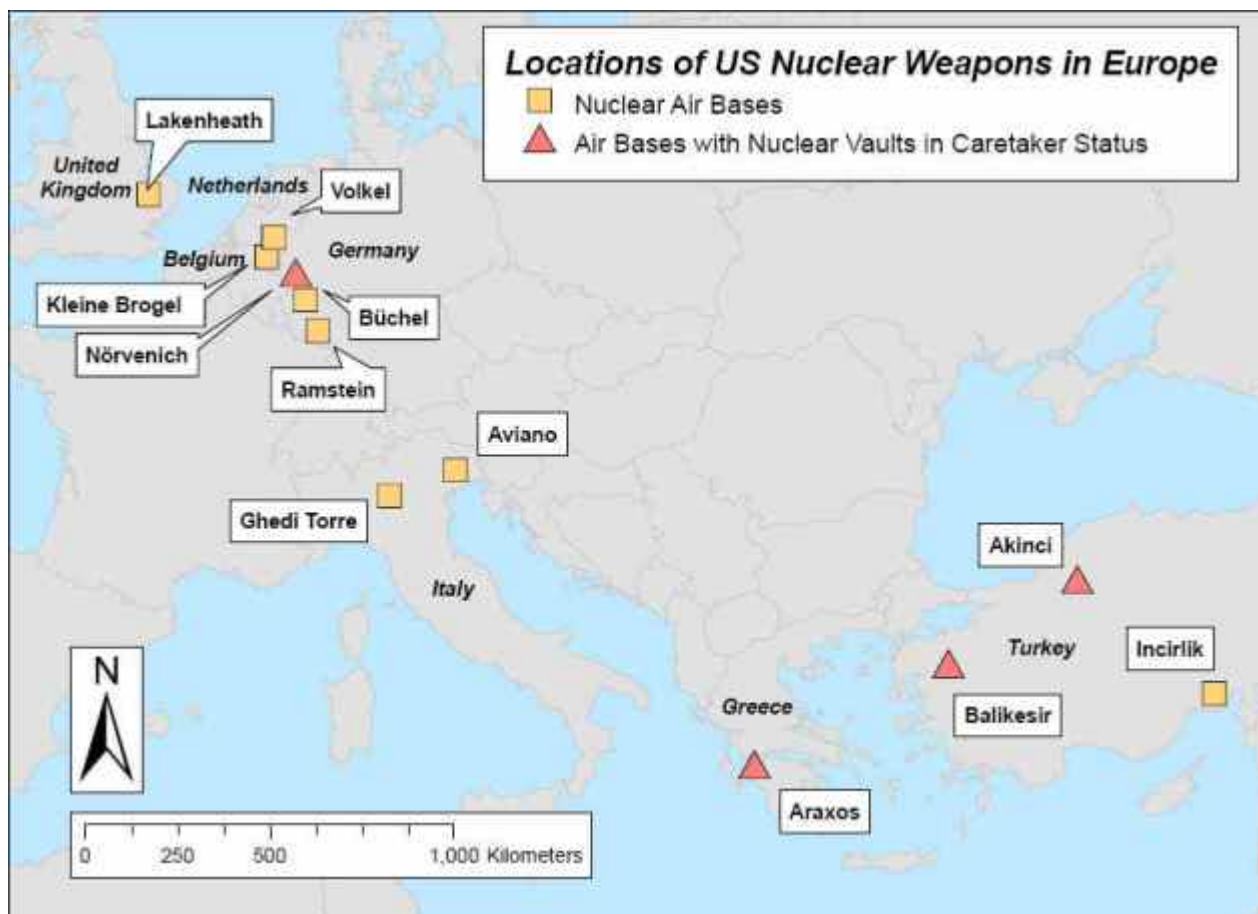 Locations of US Nuclear Weapons in Europe
Nuclear Air Bases
Air Bases with Nuclear Vaults in Caretaker Status
Lakenheath
United
Kingdom
Netherlands
Volkel
Belgium
Germany
Kleine Brogel
Büchel
Nörvenich
Ramstein
Aviano
Ghedi Torre
Italy
Akinci
Turkey
Incirlik
Balikesir
Greece
Araxos
N
0 250 500 1,000 Kilometers